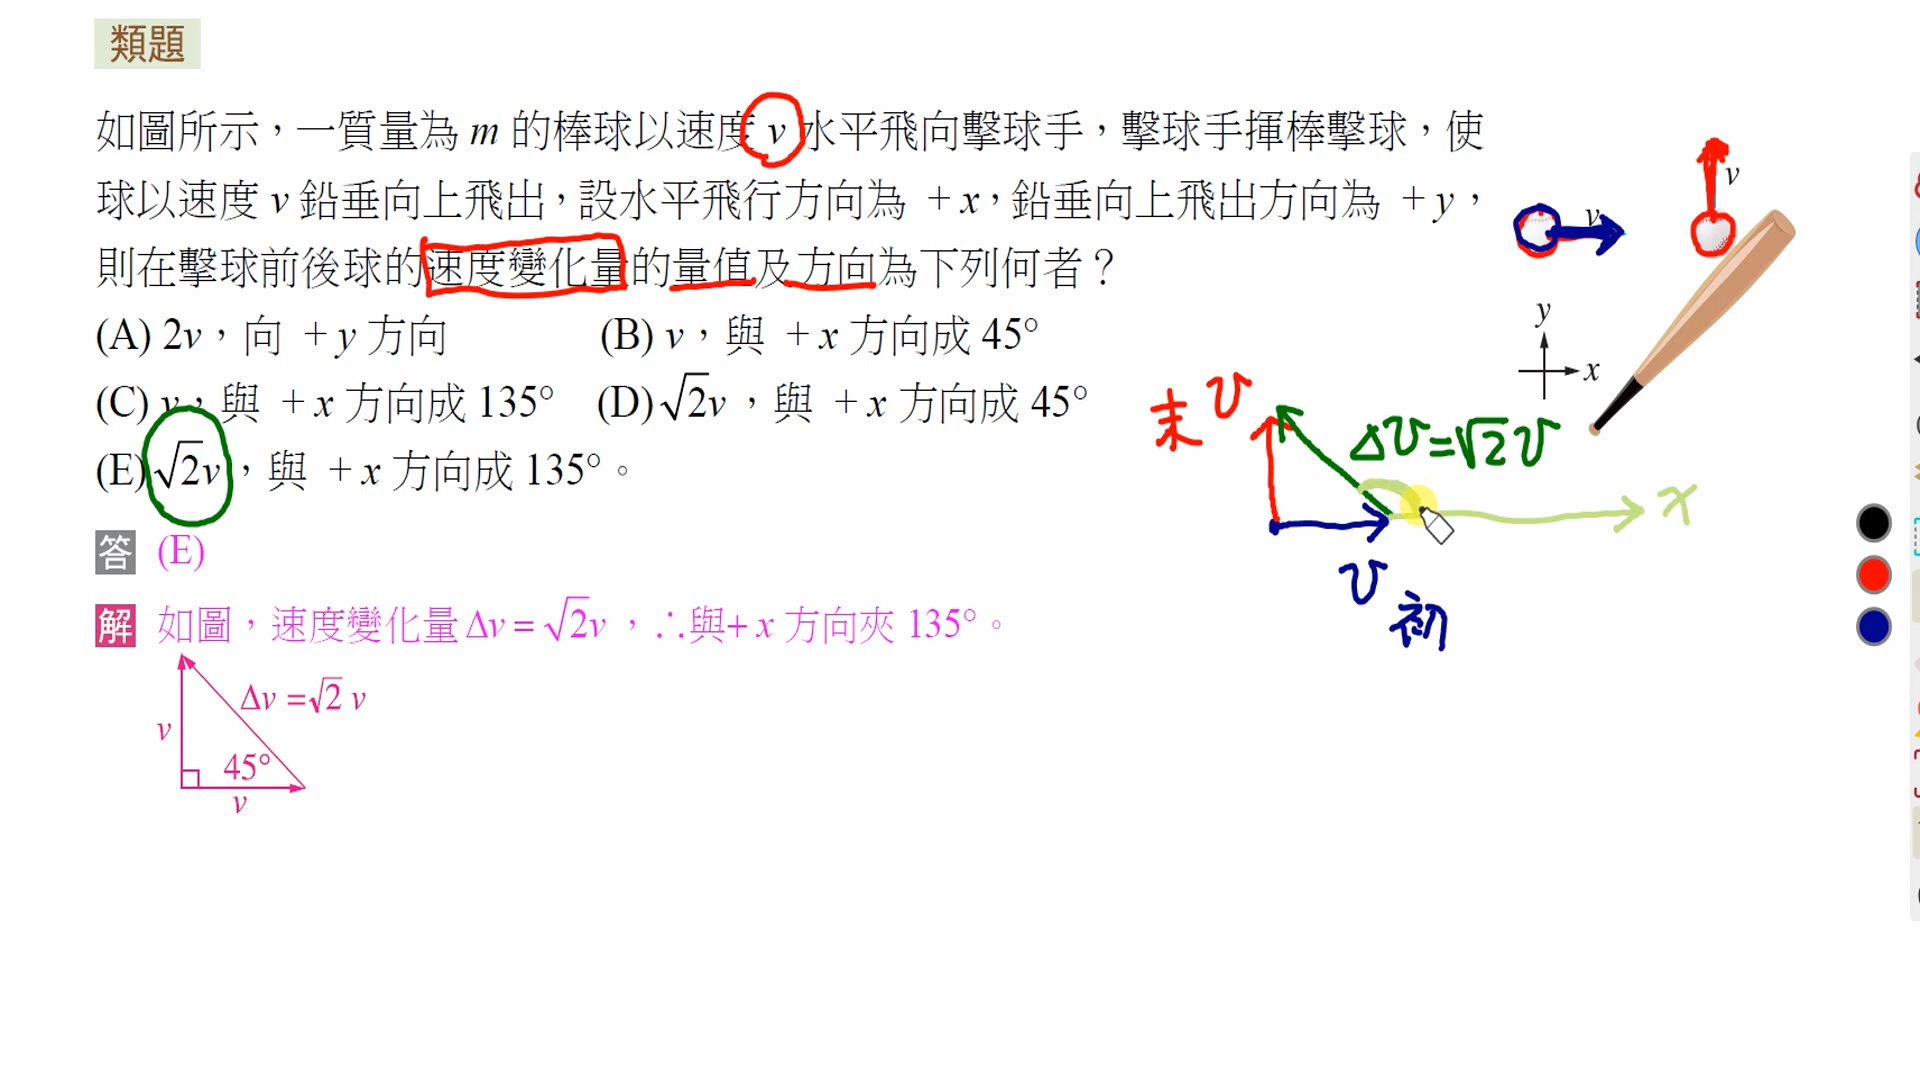 類題
如圖所示，一質量為 m 的棒球以速度 v 水平飛向擊球手，擊球手揮棒擊球，使
球以速度 v 鉛垂向上飛出，設水平飛行方向為 +x，鉛垂向上飛出方向為 +y，
則在擊球前後球的速度變化量的量值及方向為下列何者？
(A) 2v，向 +y 方向 (B) v，與 +x 方向成 45°
(C) v，與 +x 方向成 135° (D) √2v，與 +x 方向成 45°
(E) √2v，與 +x 方向成 135°。
答 (E)
解 如圖，速度變化量 Δv = √2v，∴與+x 方向夾 135°。
Δv = √2 v
v
45°
v
v
v
y
x
末 v
Δv = √2 v
x
v
初